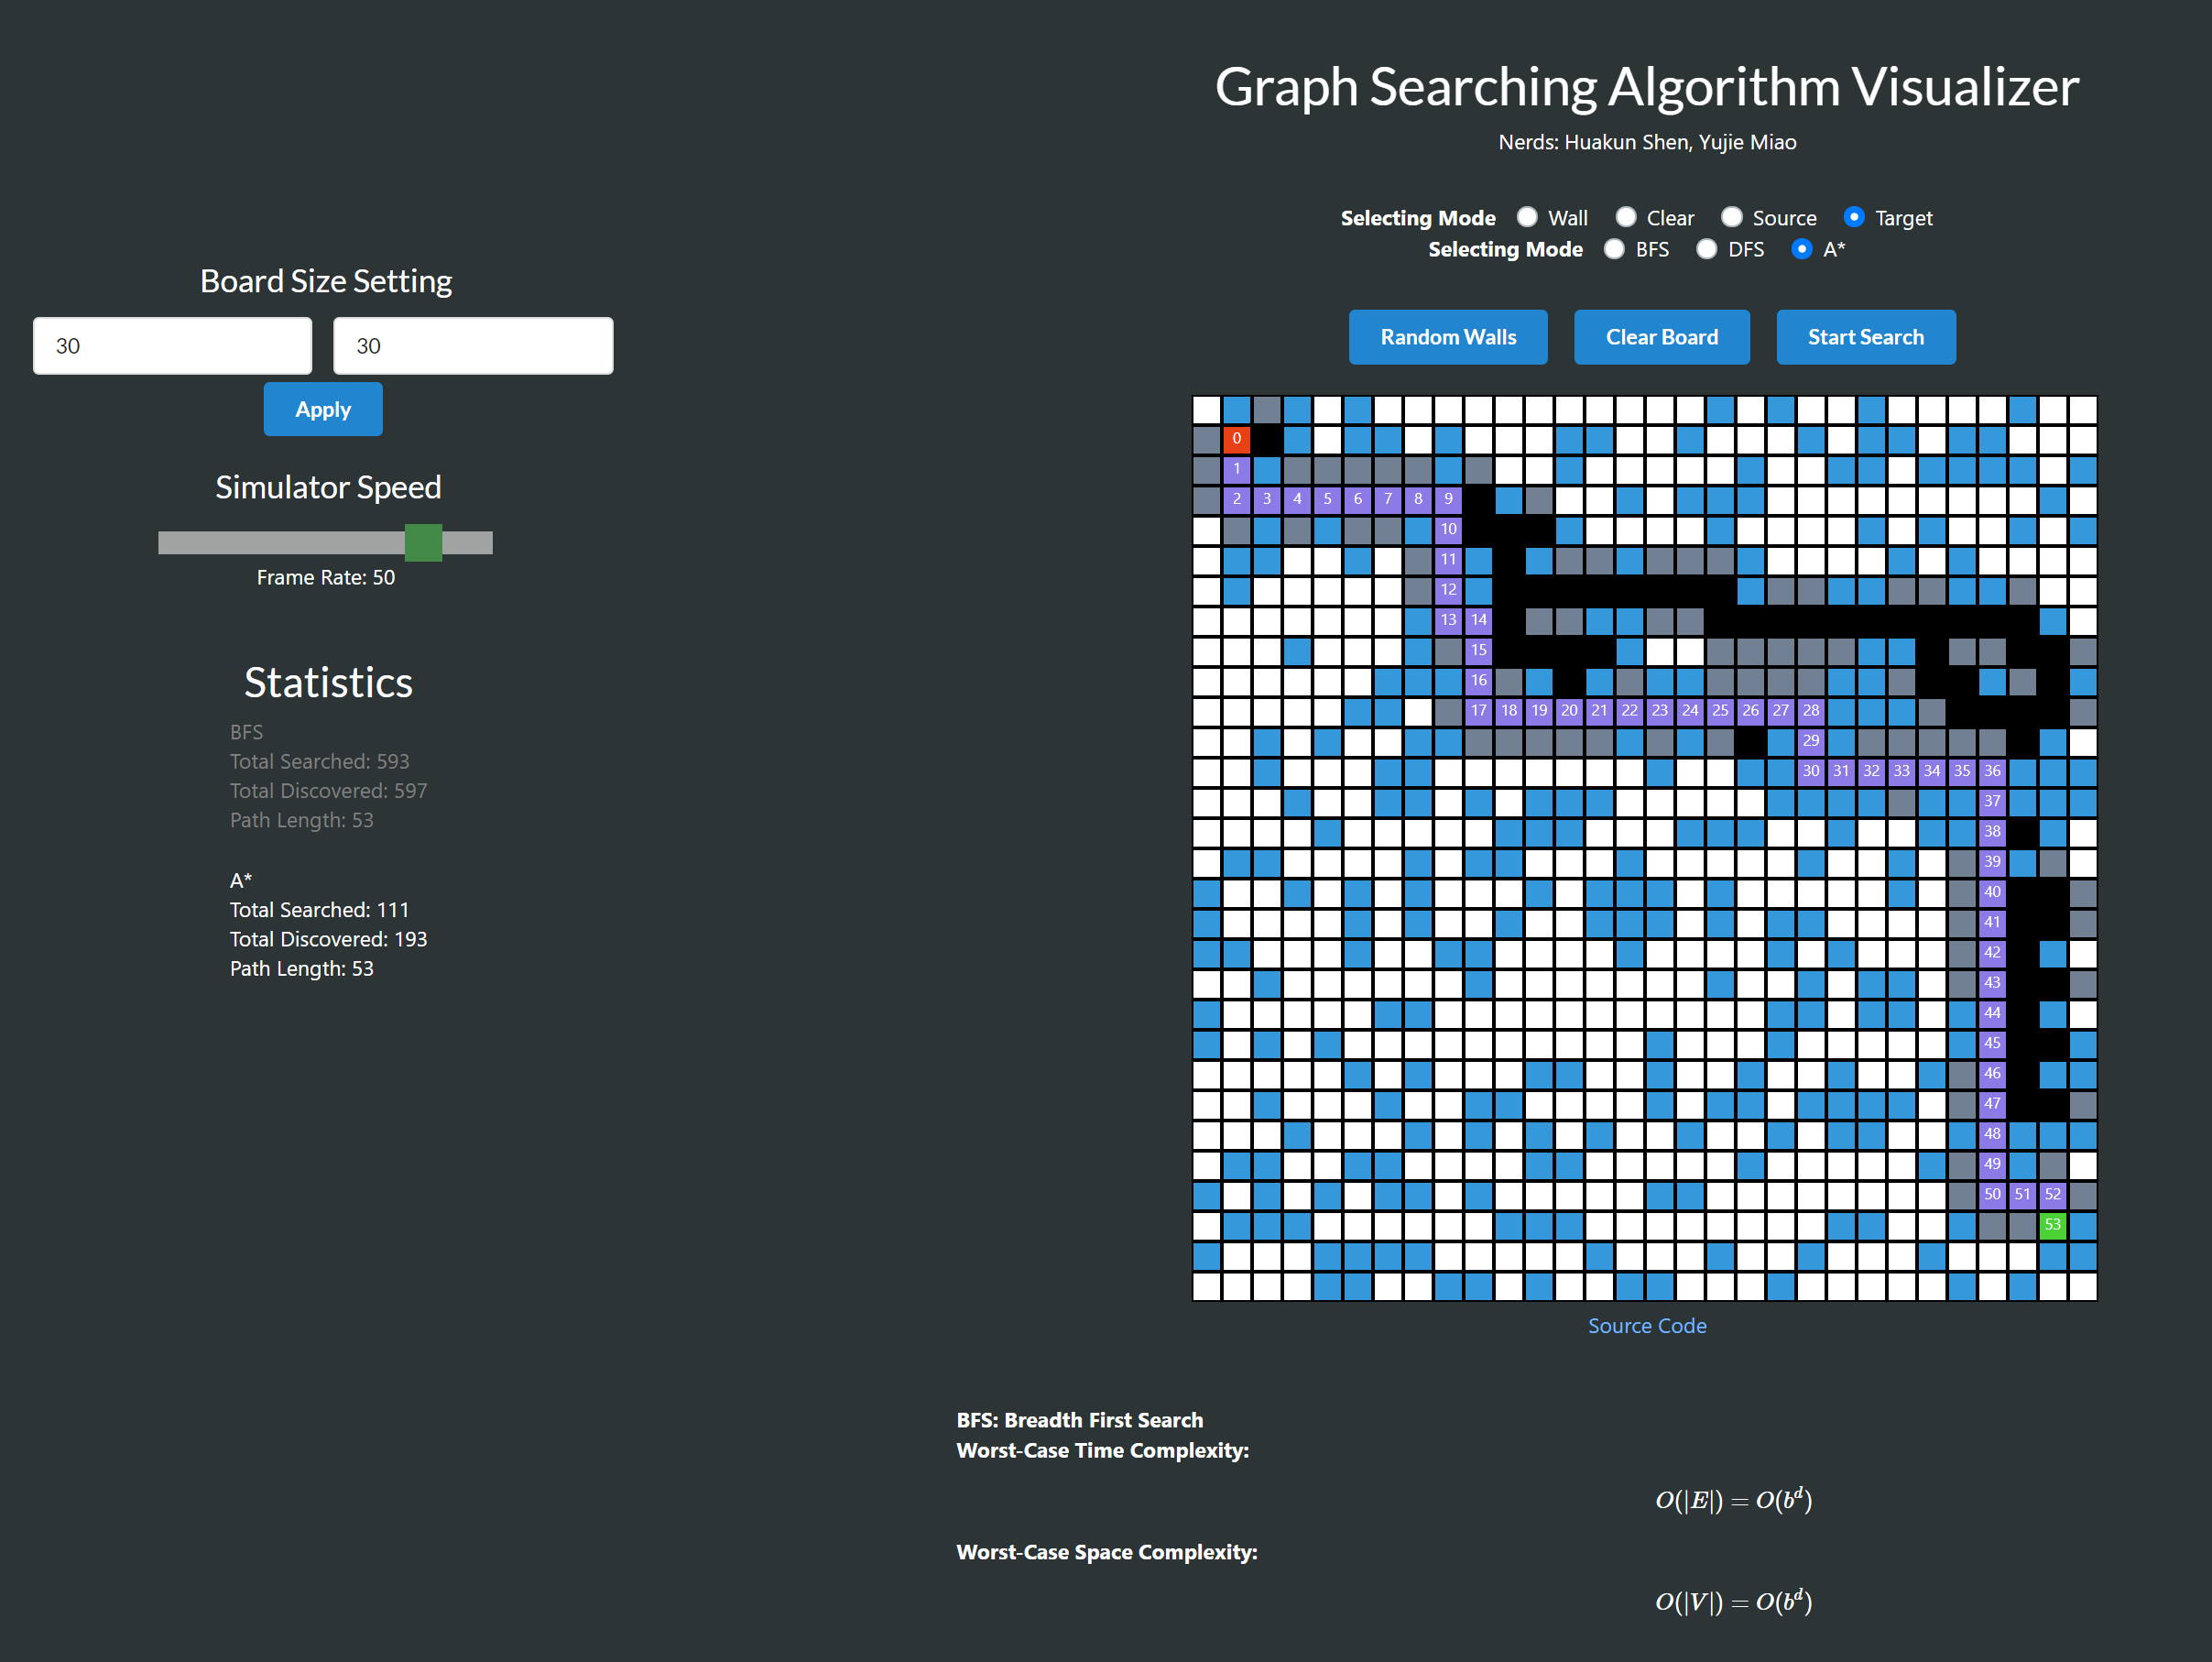 Graph Searching Algorithm Visualizer
Nerds: Huakun Shen, Yujie Miao
Selecting Mode Wall Clear Source Target
Selecting Mode BFS DFS A*
Random Walls Clear Board Start Search
Board Size Setting
30 30
Apply
Simulator Speed
Frame Rate: 50
Statistics
BFS
Total Searched: 593
Total Discovered: 597
Path Length: 53
A*
Total Searched: 111
Total Discovered: 193
Path Length: 53
0
1
2 3 4 5 6 7 8 9
10
11
12
13 14
15
16
17 18 19 20 21 22 23 24 25 26 27 28
29
30 31 32 33 34 35 36
37
38
39
40
41
42
43
44
45
46
47
48
49
50 51 52
53
Source Code
BFS: Breadth First Search
Worst-Case Time Complexity:
O(|E|) = O(b^d)
Worst-Case Space Complexity:
O(|V|) = O(b^d)